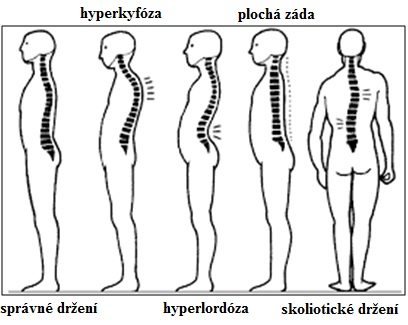 hyperkyfóza
plochá záda
správné držení
hyperlordóza
skoliotické držení